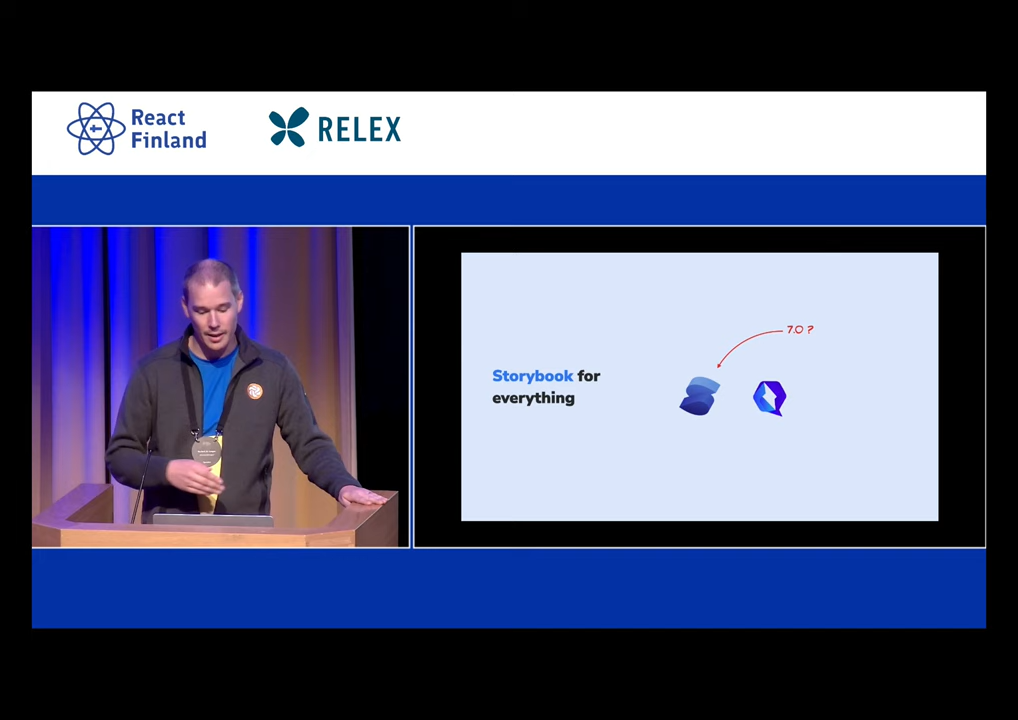 React
Finland
RELEX
7.0 ?
Storybook for
everything